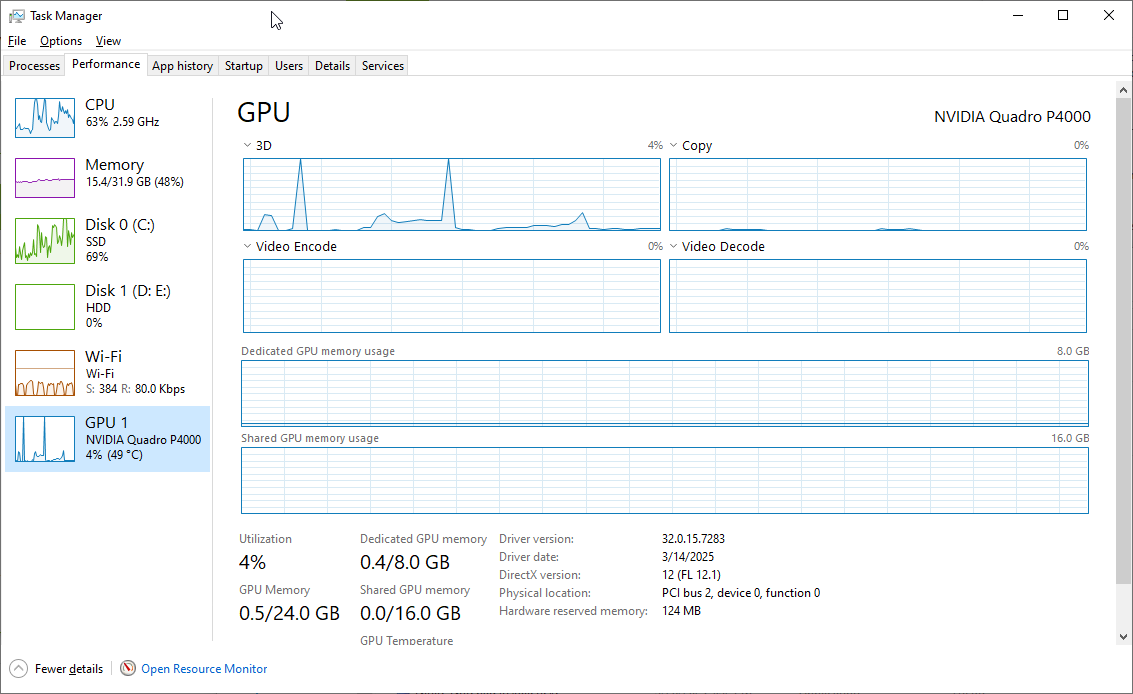 Task Manager
File Options View
Processes Performance App history Startup Users Details Services
CPU
63% 2.59 GHz
Memory
15.4/31.9 GB (48%)
Disk 0 (C:)
SSD
69%
Disk 1 (D: E:)
HDD
0%
Wi-Fi
Wi-Fi
S: 384 R: 80.0 Kbps
GPU 1
NVIDIA Quadro P4000
4% (49 °C)
GPU
NVIDIA Quadro P4000
3D 4%
Copy 0%
Video Encode 0%
Video Decode 0%
Dedicated GPU memory usage 8.0 GB
Shared GPU memory usage 16.0 GB
Utilization
4%
Dedicated GPU memory
0.4/8.0 GB
GPU Memory
0.5/24.0 GB
Shared GPU memory
0.0/16.0 GB
GPU Temperature
Driver version: 32.0.15.7283
Driver date: 3/14/2025
DirectX version: 12 (FL 12.1)
Physical location: PCI bus 2, device 0, function 0
Hardware reserved memory: 124 MB
Fewer details
Open Resource Monitor